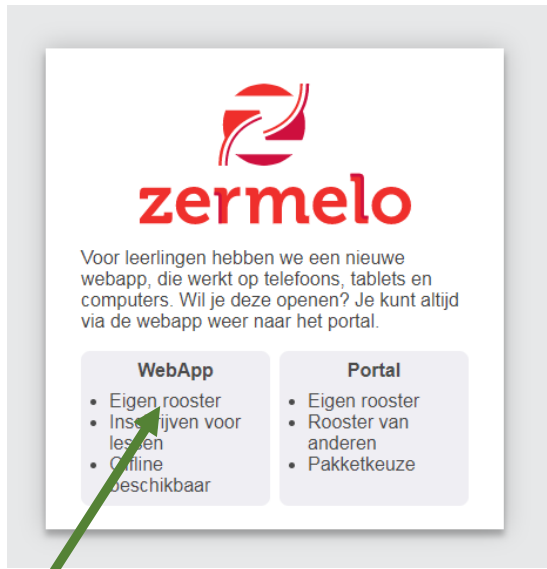 zermelo
Voor leerlingen hebben we een nieuwe
webapp, die werkt op telefoons, tablets en
computers. Wil je deze openen? Je kunt altijd
via de webapp weer naar het portal.
WebApp
• Eigen rooster
• Inschrijven voor
lessen
• Offline
beschikbaar
Portal
• Eigen rooster
• Rooster van
anderen
• Pakketkeuze